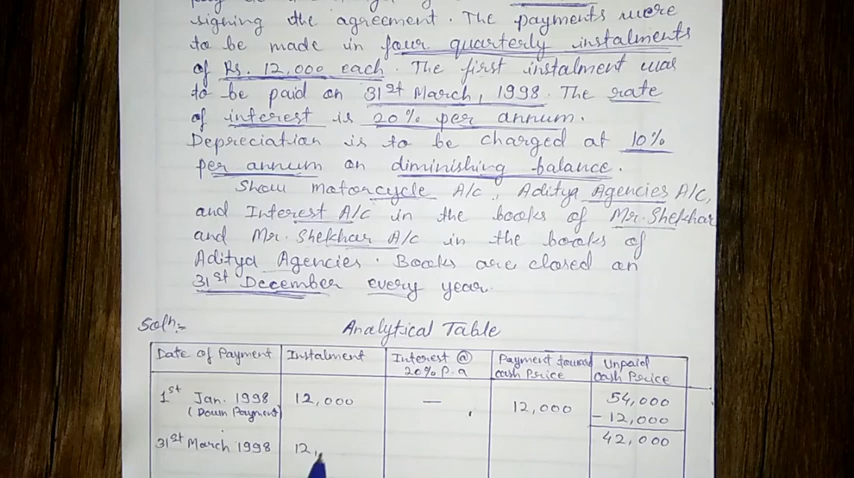 signing the agreement. The payments were
to be made in four quarterly instalments
of Rs. 12,000 each. The first instalment was
to be paid on 31st March, 1998. The rate
of interest is 20% per annum.
Depreciation is to be charged at 10%
per annum on diminishing balance.
Show motorcycle A/c, Aditya Agencies A/c,
and Interest A/c in the books of Mr. Shekhar
and Mr. Shekhar A/c in the books of
Aditya Agencies. Books are closed on
31st December every year.
Soln:-
Analytical Table
Date of Payment Instalment Interest @ 20% P.a Payment toward cash Price Unpaid cash Price
1st Jan. 1998 (Down Payment) 12,000 — 12,000 54,000
- 12,000
42,000
31st March 1998 12,